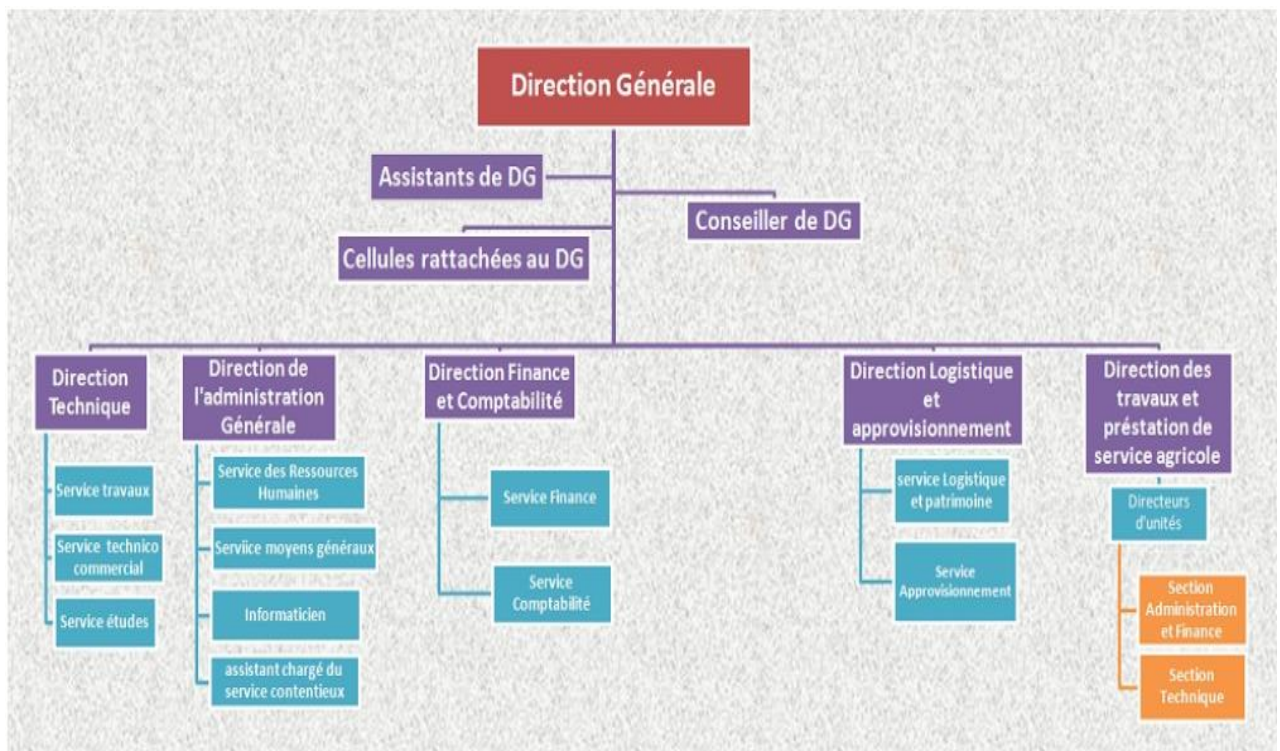 Direction Générale
Assistants de DG
Conseiller de DG
Cellules rattachées au DG
Direction
Technique
Service travaux
Service technico
commercial
Service études
Direction de
l'administration
Générale
Service des Ressources
Humaines
Serviice moyens généraux
Informaticien
assistant chargé du
service contentieux
Direction Finance
et Comptabilité
Service Finance
Service
Comptabilité
Direction Logistique
et
approvisionnement
service Logistique
et patrimoine
Service
Approvisionnement
Direction des
travaux et
préstation de
service agricole
Directeurs
d'unités
Section
Administration
et Finance
Section
Technique